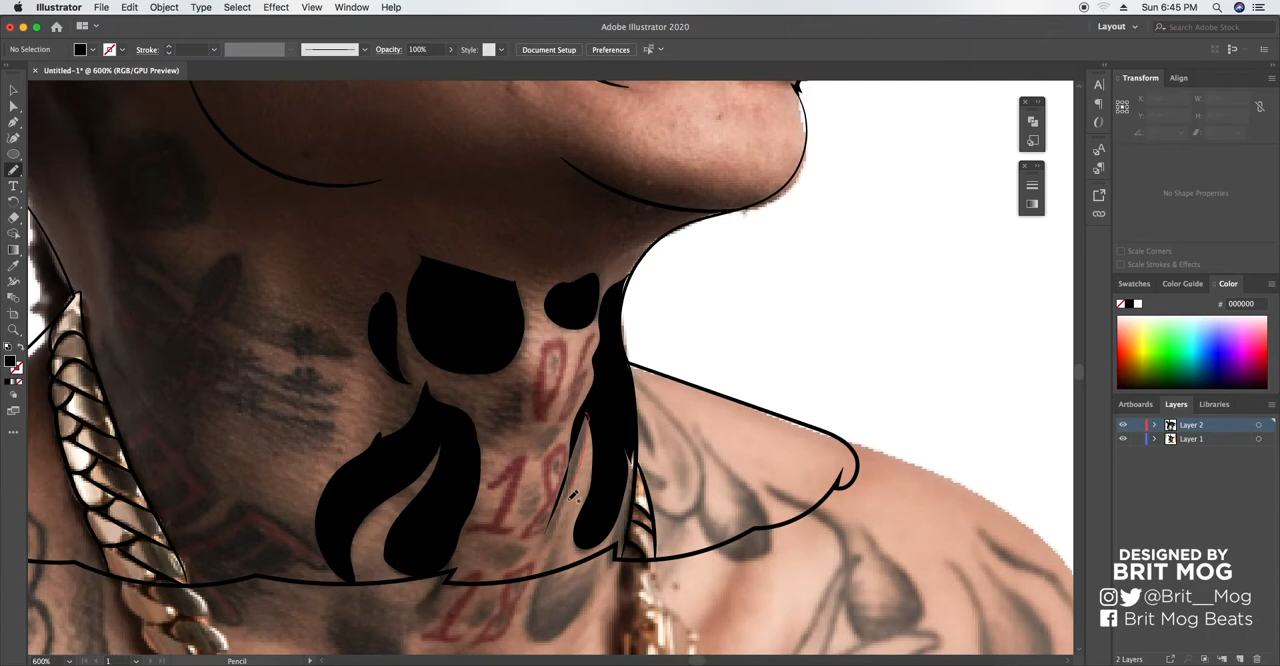 Illustrator File Edit Object Type Select Effect View Window Help Sun 6:45 PM
Adobe Illustrator 2020 Layout Search Adobe Stock
No Selection Stroke: Opacity: 100% Style: Document Setup Preferences
Untitled-1* @ 600% (RGB/GPU Preview)
Transform Align
X: W:
Y: H:
No Shape Properties
Scale Corners
Scale Strokes & Effects
Swatches Color Guide Color
# 000000
Artboards Layers Libraries
Layer 2
Layer 1
18
18
DESIGNED BY
BRIT MOG
@Brit__Mog
Brit Mog Beats
600% 1 Pencil 2 Layers